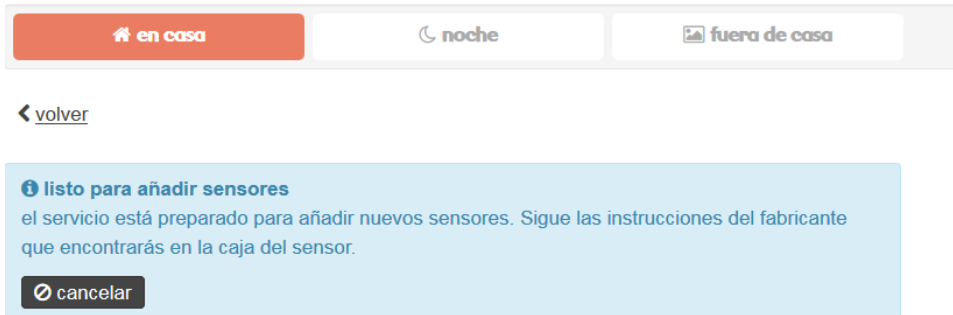 en casa noche fuera de casa
volver
listo para añadir sensores
el servicio está preparado para añadir nuevos sensores. Sigue las instrucciones del fabricante
que encontrarás en la caja del sensor.
cancelar